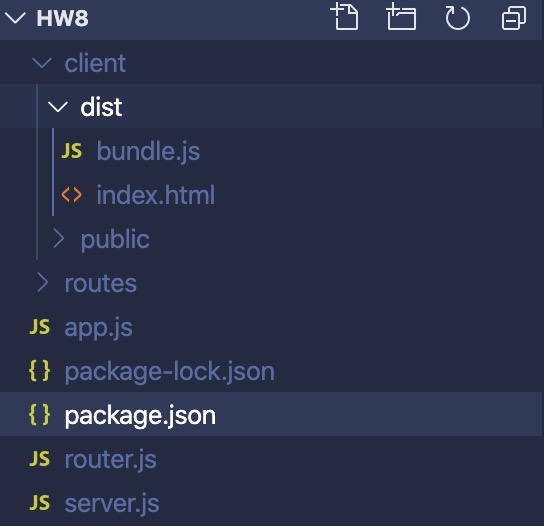 HW8
client
dist
JS bundle.js
<> index.html
public
routes
JS app.js
{} package-lock.json
{} package.json
JS router.js
JS server.js